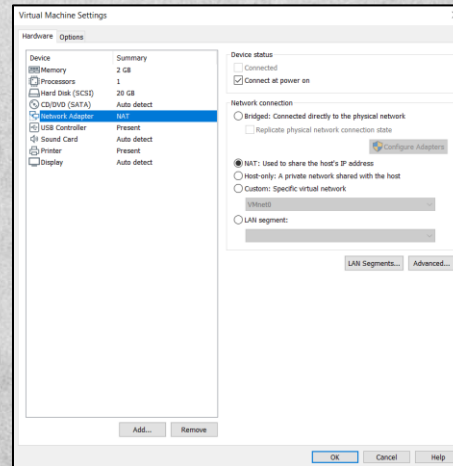 Virtual Machine Settings
Hardware Options
Device Summary
Memory 2 GB
Processors 1
Hard Disk (SCSI) 20 GB
CD/DVD (SATA) Auto detect
Network Adapter NAT
USB Controller Present
Sound Card Auto detect
Printer Present
Display Auto detect
Add... Remove
Device status
Connected
Connect at power on
Network connection
Bridged: Connected directly to the physical network
Replicate physical network connection state
Configure Adapters
NAT: Used to share the host's IP address
Host-only: A private network shared with the host
Custom: Specific virtual network
VMnet0
LAN segment:
LAN Segments... Advanced...
OK Cancel Help